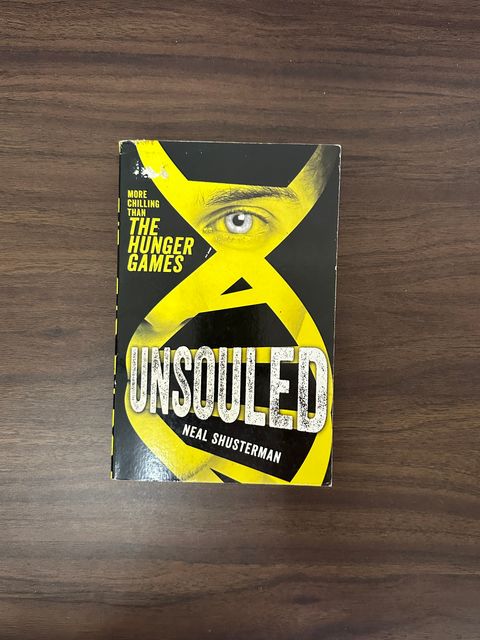 MORE
CHILLING
THAN
THE
HUNGER
GAMES
UNSOULED
NEAL SHUSTERMAN